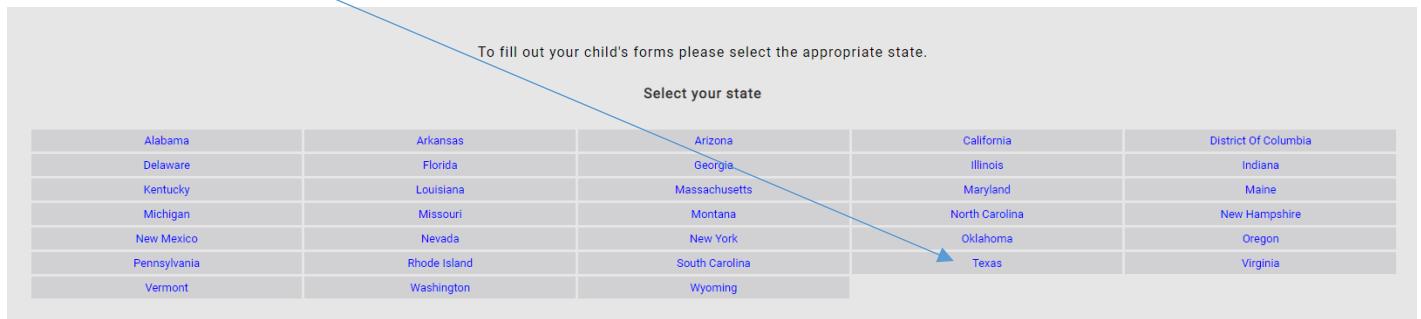 To fill out your child's forms please select the appropriate state.
Select your state
Alabama Arkansas Arizona California District Of Columbia
Delaware Florida Georgia Illinois Indiana
Kentucky Louisiana Massachusetts Maryland Maine
Michigan Missouri Montana North Carolina New Hampshire
New Mexico Nevada New York Oklahoma Oregon
Pennsylvania Rhode Island South Carolina Texas Virginia
Vermont Washington Wyoming